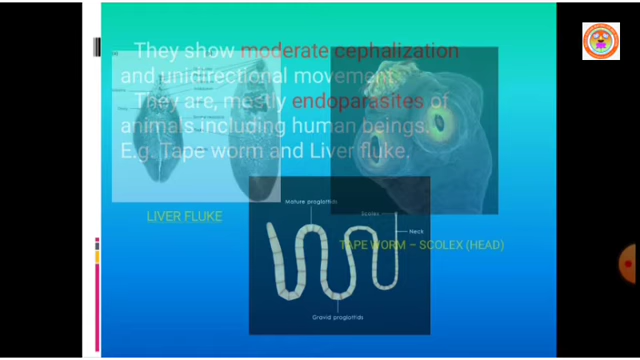 They show moderate cephalization
and unidirectional movement.
They are, mostly endoparasites of
animals including human beings.
E.g. Tape worm and Liver fluke.
LIVER FLUKE
Mature proglottids
Scolex
Neck
TAPE WORM – SCOLEX (HEAD)
Gravid proglottids